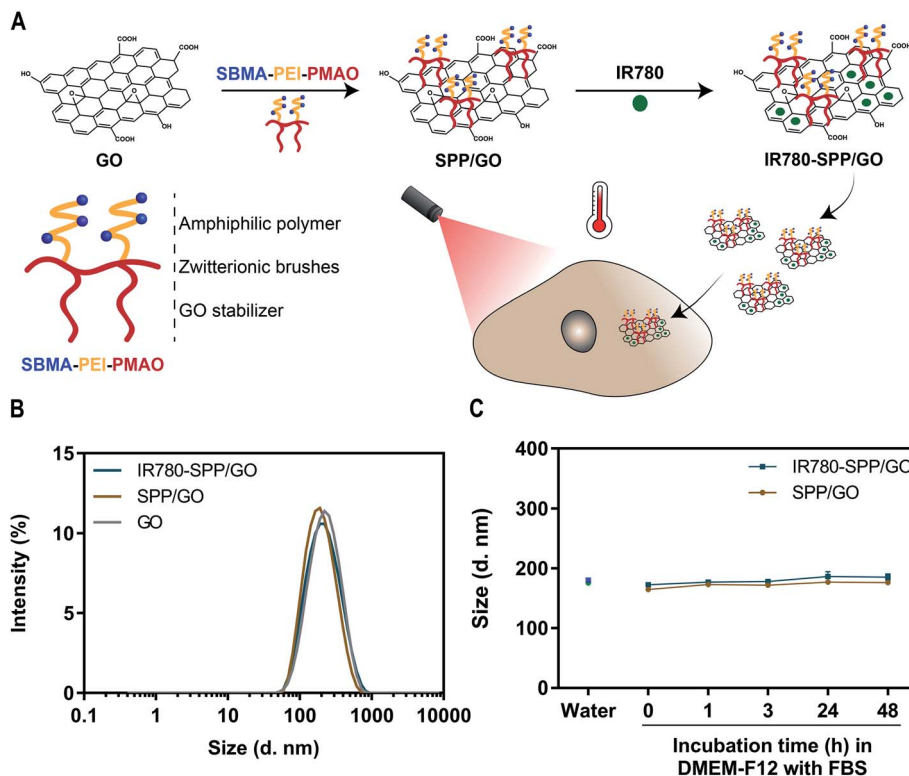 A
COOH
COOH
HO
O
O
OH
COOH
GO
SBMA-PEI-PMAO
COOH
COOH
HO
O
O
OH
COOH
SPP/GO
IR780
COOH
COOH
HO
O
OH
COOH
IR780-SPP/GO
Amphiphilic polymer
Zwitterionic brushes
GO stabilizer
SBMA-PEI-PMAO
B
IR780-SPP/GO
SPP/GO
GO
Intensity (%)
15
10
5
0
0.1 1 10 100 1000 10000
Size (d. nm)
C
IR780-SPP/GO
SPP/GO
Size (d. nm)
400
300
200
100
0
Water 0 1 3 24 48
Incubation time (h) in
DMEM-F12 with FBS